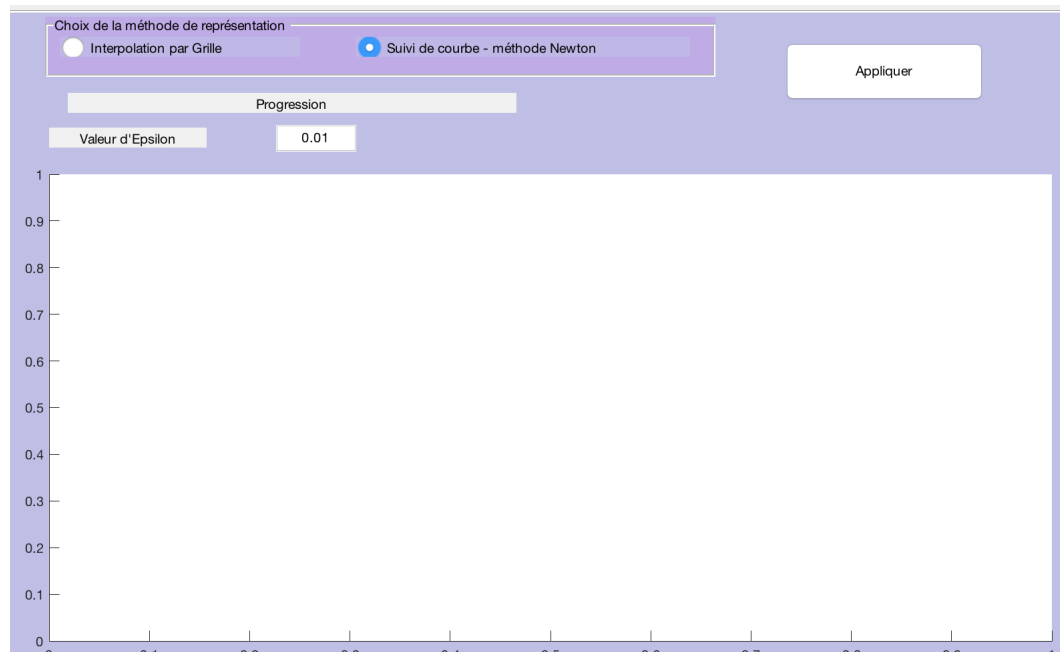 Choix de la méthode de représentation
Interpolation par Grille
Suivi de courbe - méthode Newton
Appliquer
Progression
Valeur d'Epsilon
0.01
1
0.9
0.8
0.7
0.6
0.5
0.4
0.3
0.2
0.1
0